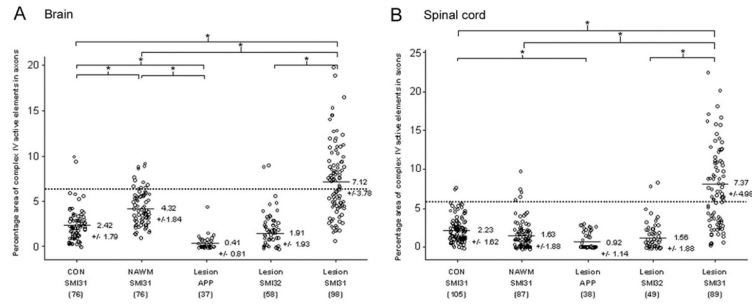 A Brain
Percentage area of complex IV active elements in axons
20
15
10
5
0
*
*
*
*
*
*
2.42
+/- 1.79
4.32
+/-1.84
0.41
+/- 0.81
1.91
+/- 1.93
7.12
+/-3.78
CON
SMI31
(76)
NAWM
SMI31
(76)
Lesion
APP
(37)
Lesion
SMI32
(58)
Lesion
SMI31
(98)
B Spinal cord
Percentage area of complex IV active elements in axons
25
20
15
10
5
0
*
*
*
*
2.23
+/- 1.62
1.63
+/-1.88
0.92
+/- 1.14
1.56
+/- 1.88
7.37
+/-4.98
CON
SMI31
(105)
NAWM
SMI31
(87)
Lesion
APP
(38)
Lesion
SMI32
(49)
Lesion
SMI31
(89)